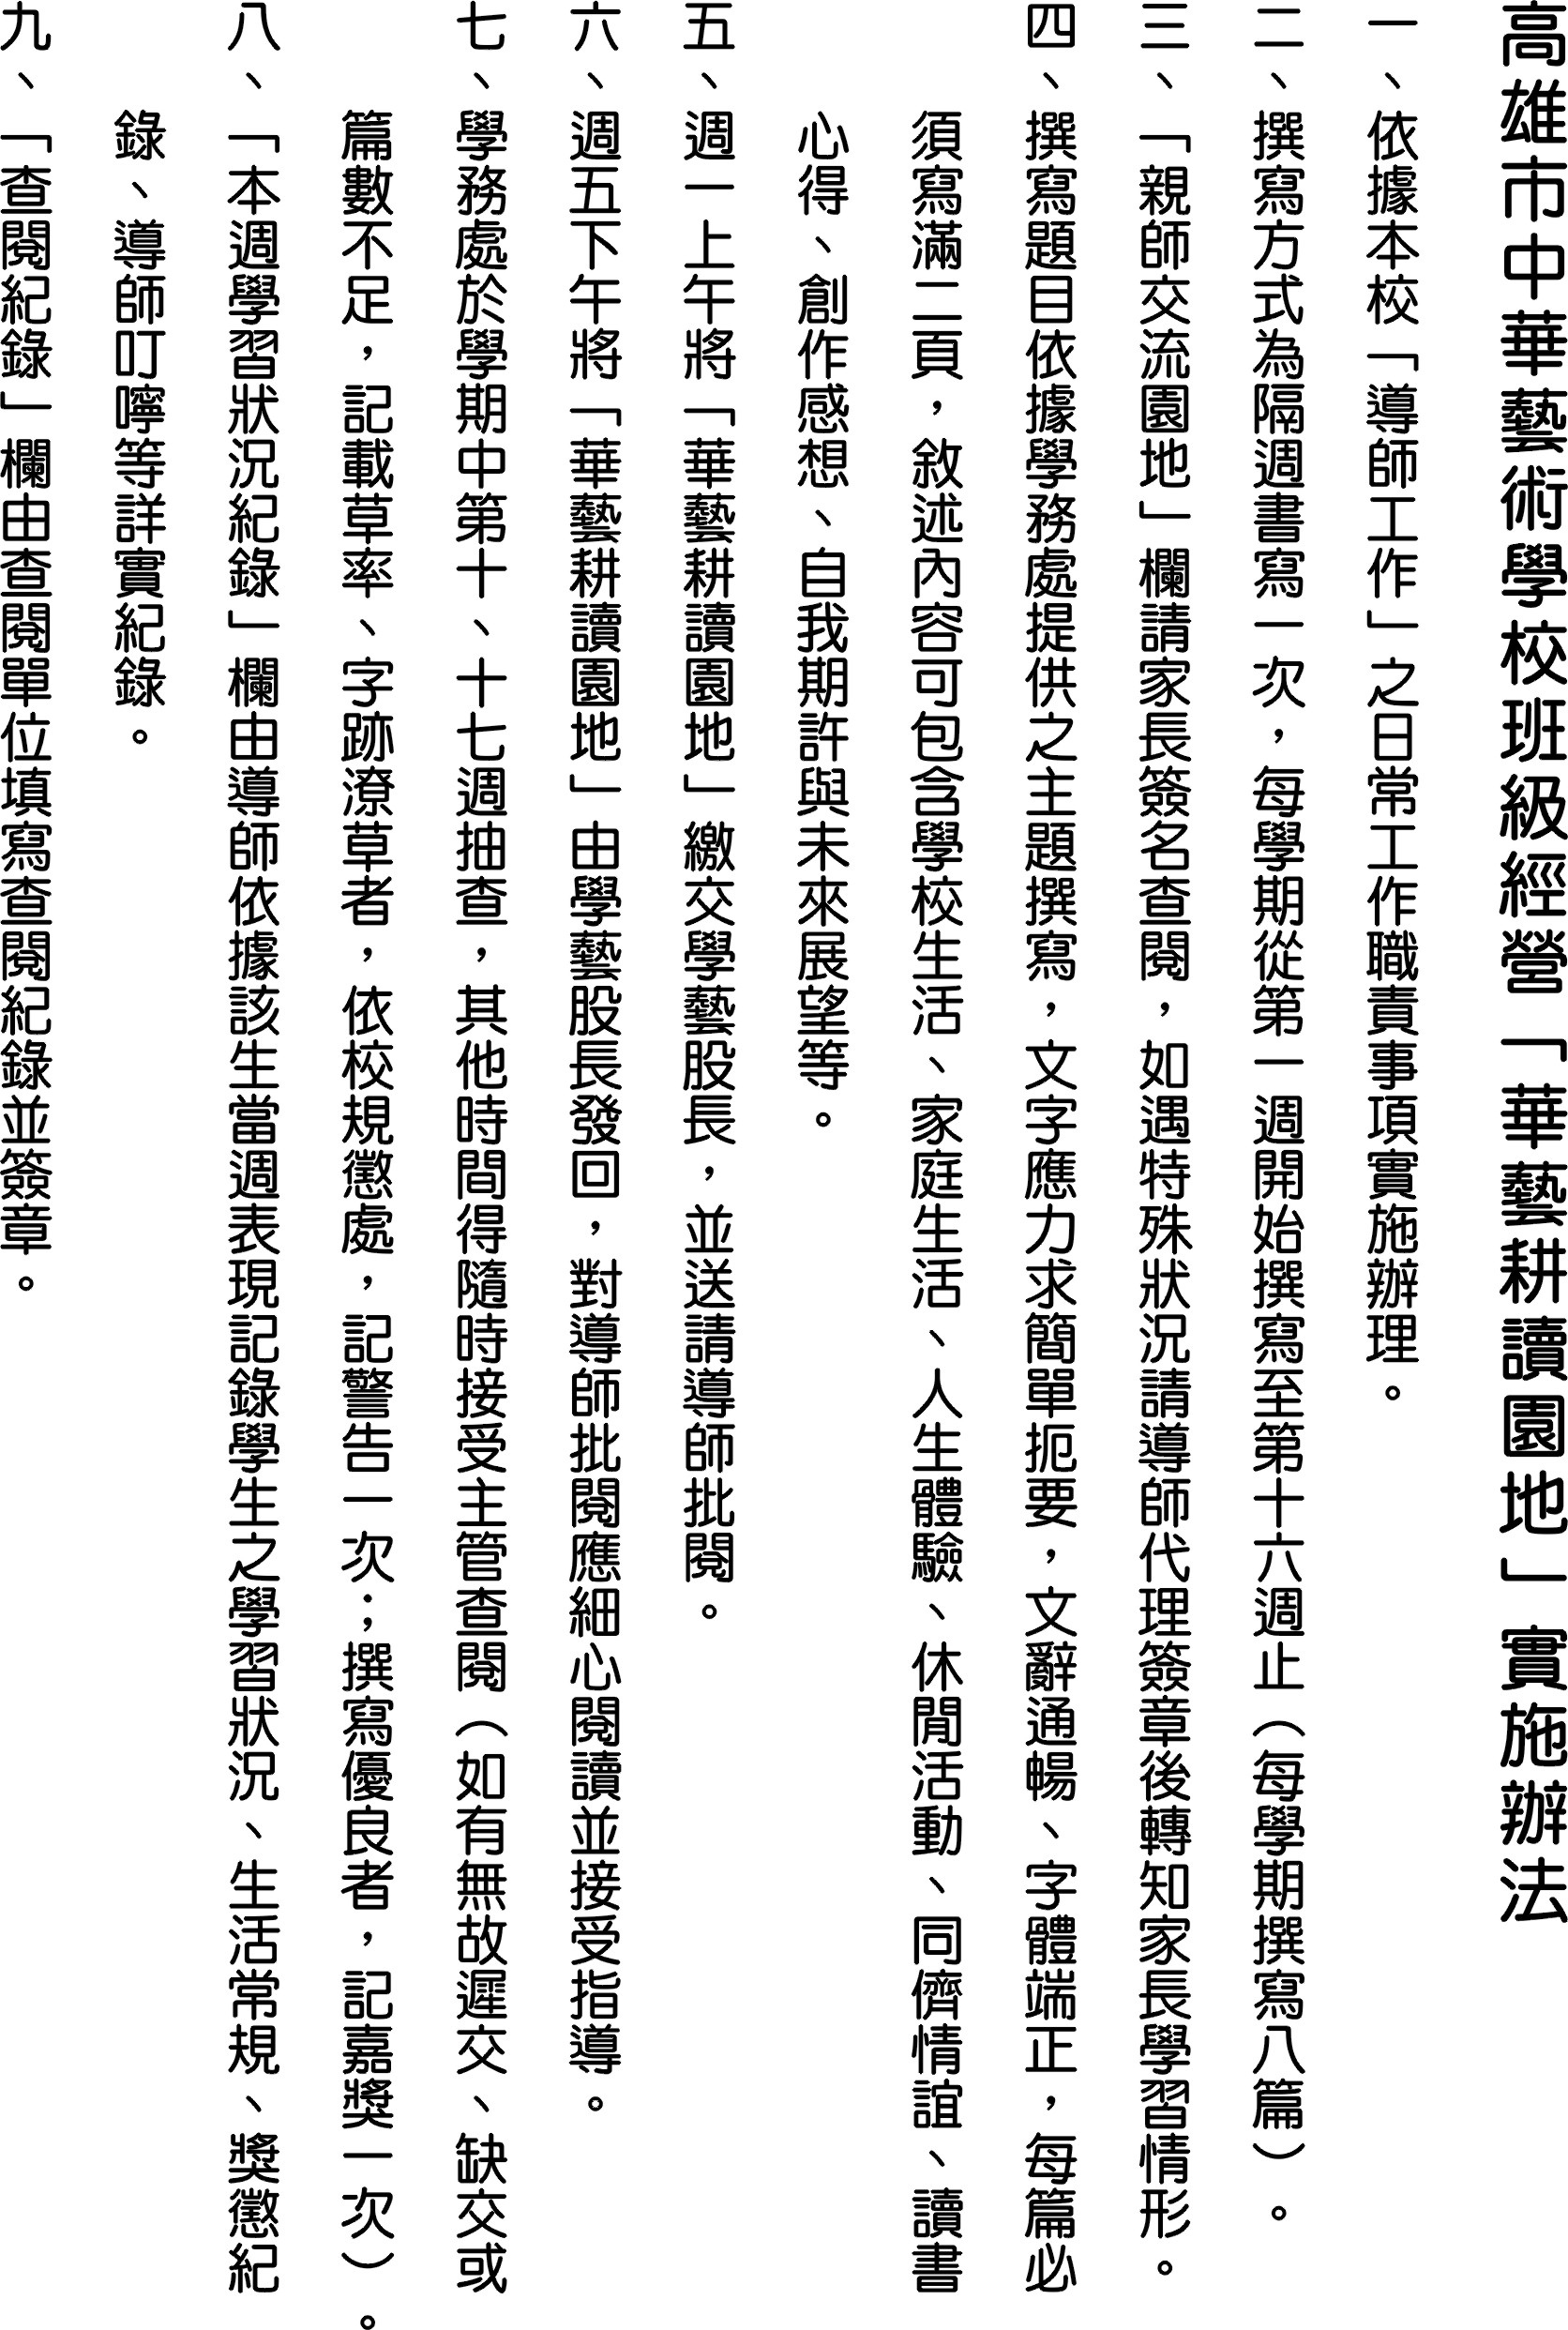 高雄市中華藝術學校班級經營「華藝耕讀園地」實施辦法
一、依據本校「導師工作」之日常工作職責事項實施辦理。
二、撰寫方式為隔週書寫一次，每學期從第一週開始撰寫至第十六週止（每學期撰寫八篇）。
三、「親師交流園地」欄請家長簽名查閱，如遇特殊狀況請導師代理簽章後轉知家長學習情形。
四、撰寫題目依據學務處提供之主題撰寫，文字應力求簡單扼要，文辭通暢、字體端正，每篇必
須寫滿二頁，敘述內容可包含學校生活、家庭生活、人生體驗、休閒活動、同儕情誼、讀書
心得、創作感想、自我期許與未來展望等。
五、週一上午將「華藝耕讀園地」繳交學藝股長，並送請導師批閱。
六、週五下午將「華藝耕讀園地」由學藝股長發回，對導師批閱應細心閱讀並接受指導。
七、學務處於學期中第十、十七週抽查，其他時間得隨時接受主管查閱（如有無故遲交、缺交或
篇數不足，記載草率、字跡潦草者，依校規懲處，記警告一次；撰寫優良者，記嘉獎一次）。
八、「本週學習狀況紀錄」欄由導師依據該生當週表現記錄學生之學習狀況、生活常規、獎懲紀
錄、導師叮嚀等詳實紀錄。
九、「查閱紀錄」欄由查閱單位填寫查閱紀錄並簽章。